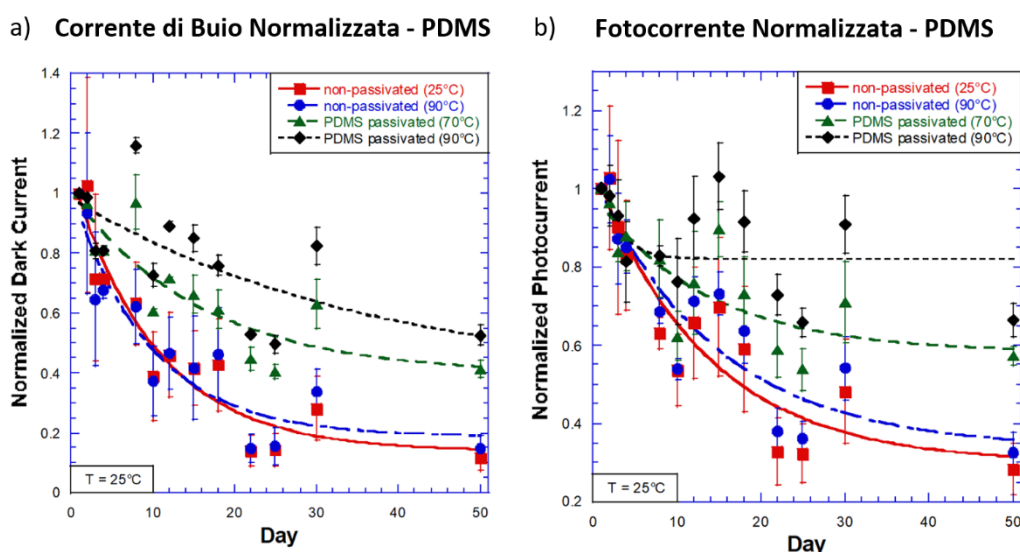 a) Corrente di Buio Normalizzata - PDMS
1.4
1.2
1
0.8
0.6
0.4
0.2
0
Normalized Dark Current
non-passivated (25°C)
non-passivated (90°C)
PDMS passivated (70°C)
PDMS passivated (90°C)
T = 25°C
0 10 20 30 40 50
Day
b) Fotocorrente Normalizzata - PDMS
1.2
1.0
0.8
0.6
0.4
0.2
Normalized Photocurrent
non-passivated (25°C)
non-passivated (90°C)
PDMS passivated (70°C)
PDMS passivated (90°C)
T = 25°C
0 10 20 30 40 50
Day